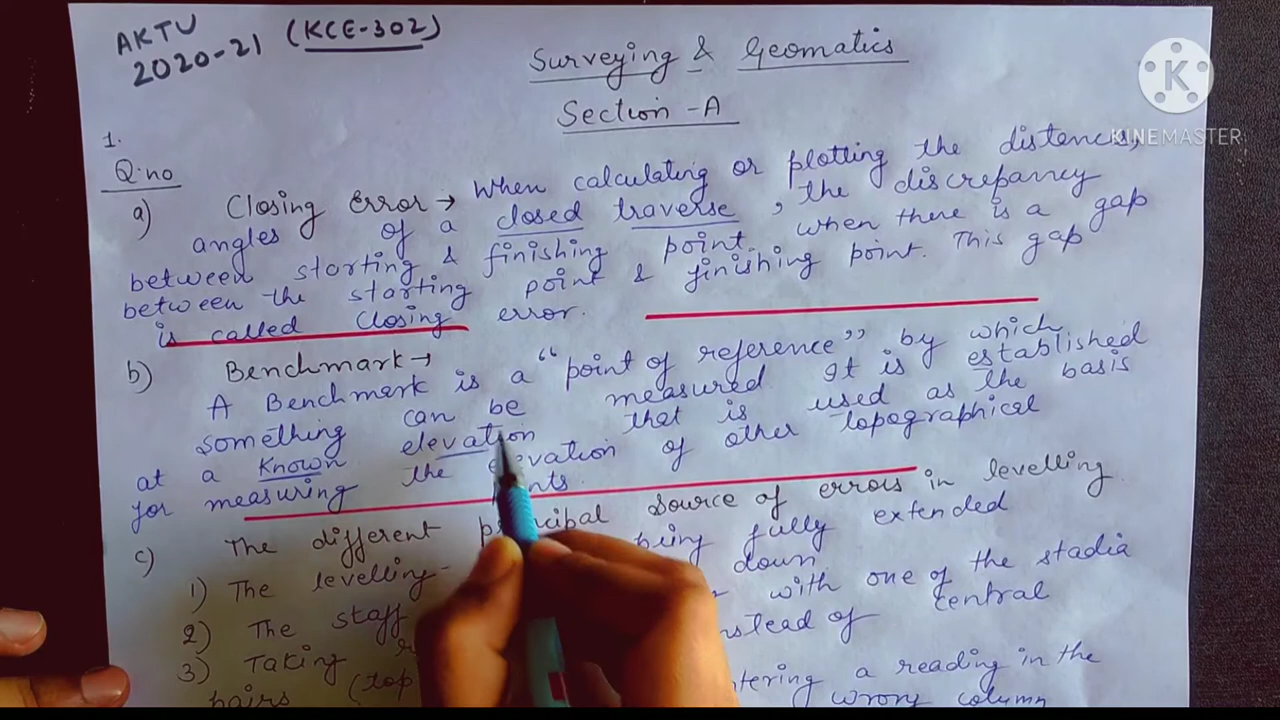 AKTU
2020-21 (KCE-302)
Surveying & Geomatics
Section - A
K
KINEMASTER
1.
Q.no
a) Closing Error → When calculating or plotting the distences,
angles of a closed traverse, the discrepancy
between starting & finishing point. when there is a gap
between the starting point & finishing point. This gap
is called Closing error.
b) Benchmark →
A Benchmark is a "point of reference" by which
something can be measured. It is established
at a known elevation that is used as the basis
for measuring the elevation of other topographical
c) The different principal source of errors in levelling.
1) The levelling- being fully extended
2) The staff down
3) Taking with one of the stadia
hairs (top instead of central
a reading in the
wrong column